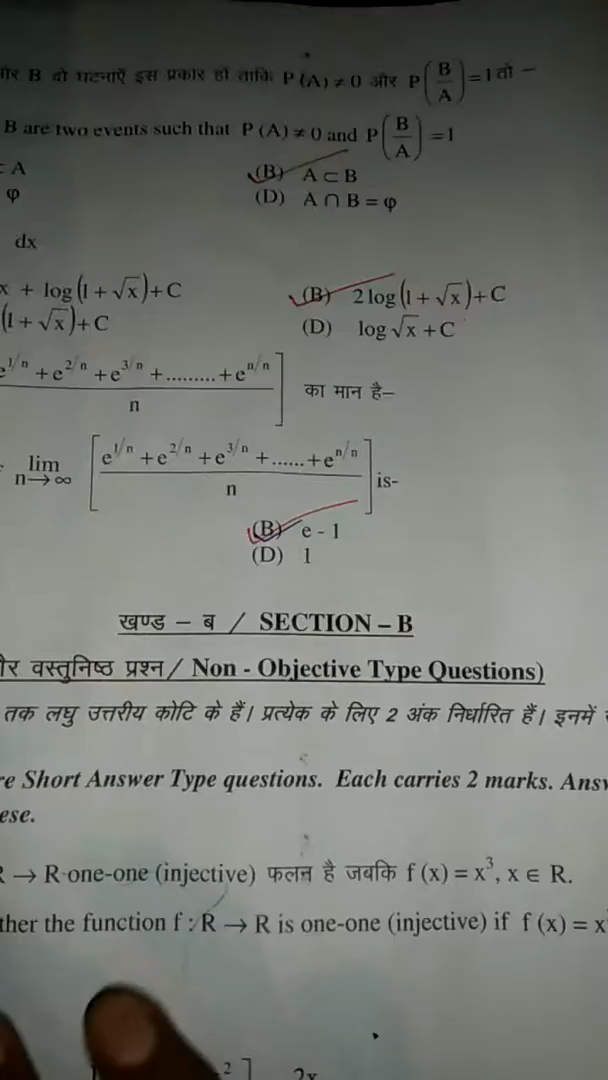 B दो घटनाएँ इस प्रकार हों ताकि P (A) ≠ 0 और P(B/A) = 1 तो –
B are two events such that P (A) ≠ 0 and P(B/A) = 1
⊂ A (B) A ⊂ B
φ (D) A ∩ B = φ
dx
x + log(1 + √x) + C (B) 2 log(1 + √x) + C
(1 + √x) + C (D) log √x + C
e^1/n + e^2/n + e^3/n + ......... + e^n/n ] / n का मान है–
lim n→∞ [ e^1/n + e^2/n + e^3/n + ...... + e^n/n / n ] is-
(B) e - 1
(D) 1
खण्ड – ब / SECTION – B
वस्तुनिष्ठ प्रश्न / Non - Objective Type Questions)
तक लघु उत्तरीय कोटि के हैं। प्रत्येक के लिए 2 अंक निर्धारित हैं। इनमें
Short Answer Type questions. Each carries 2 marks.
R → R one-one (injective) फलन है जबकि f (x) = x³, x ∈ R.
the function f : R → R is one-one (injective) if f (x) = x
2 ] 2x